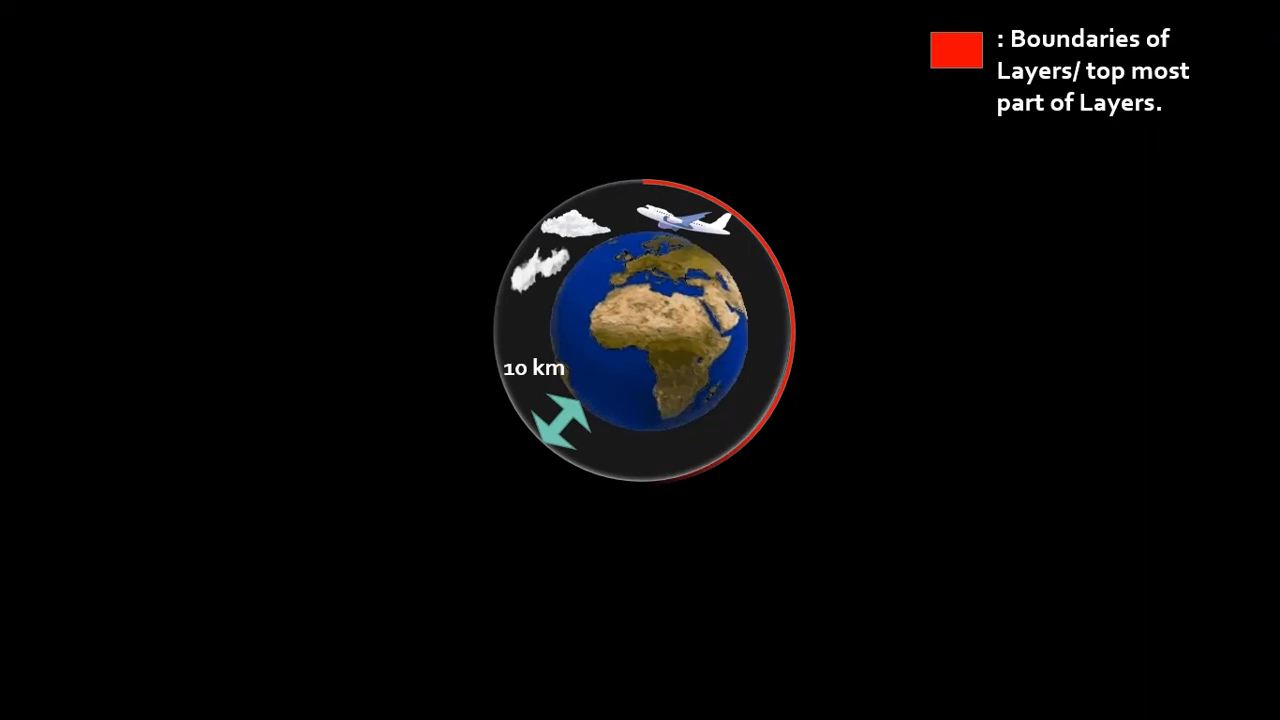 : Boundaries of
Layers/ top most
part of Layers.
10 km